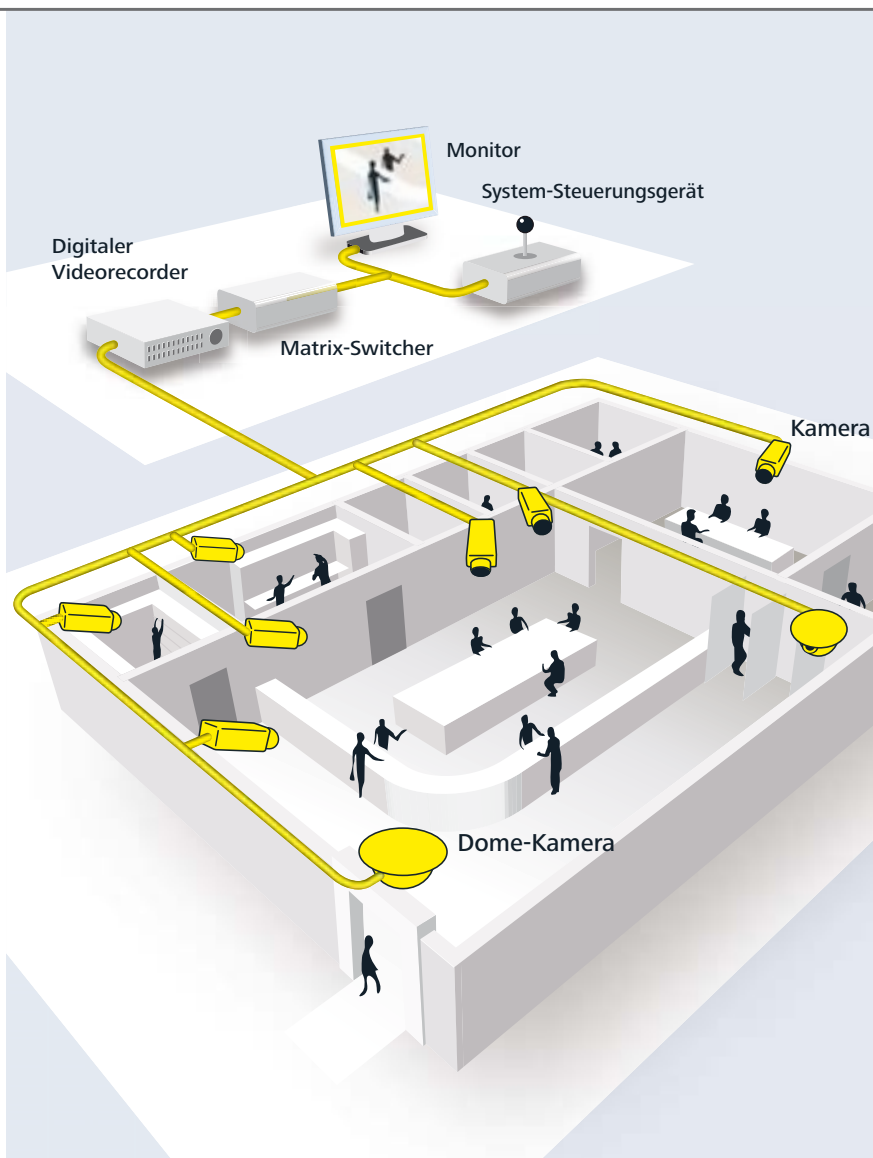 Monitor
System-Steuerungsgerät
Digitaler
Videorecorder
Matrix-Switcher
Kamera
Dome-Kamera